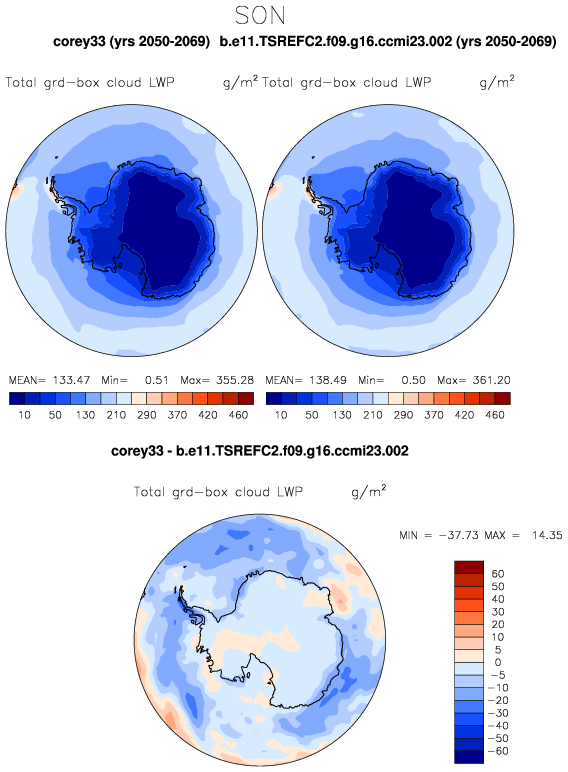 SON
corey33 (yrs 2050-2069) b.e11.TSREFC2.f09.g16.ccmi23.002 (yrs 2050-2069)
Total grd-box cloud LWP g/m² Total grd-box cloud LWP g/m²
MEAN= 133.47 Min= 0.51 Max= 355.28 MEAN= 138.49 Min= 0.50 Max= 361.20
10 50 130 210 290 370 420 460 10 50 130 210 290 370 420 460
corey33 - b.e11.TSREFC2.f09.g16.ccmi23.002
Total grd-box cloud LWP g/m²
MIN = -37.73 MAX = 14.35
60
50
40
30
20
10
5
0
-5
-10
-20
-30
-40
-50
-60